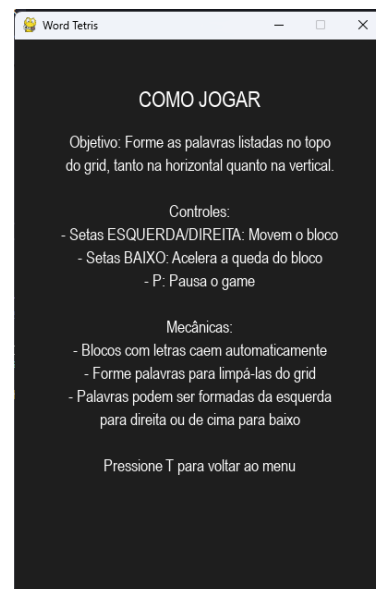 Word Tetris
COMO JOGAR
Objetivo: Forme as palavras listadas no topo
do grid, tanto na horizontal quanto na vertical.
Controles:
- Setas ESQUERDA/DIREITA: Movem o bloco
- Setas BAIXO: Acelera a queda do bloco
- P: Pausa o game
Mecânicas:
- Blocos com letras caem automaticamente
- Forme palavras para limpá-las do grid
- Palavras podem ser formadas da esquerda
para direita ou de cima para baixo
Pressione T para voltar ao menu